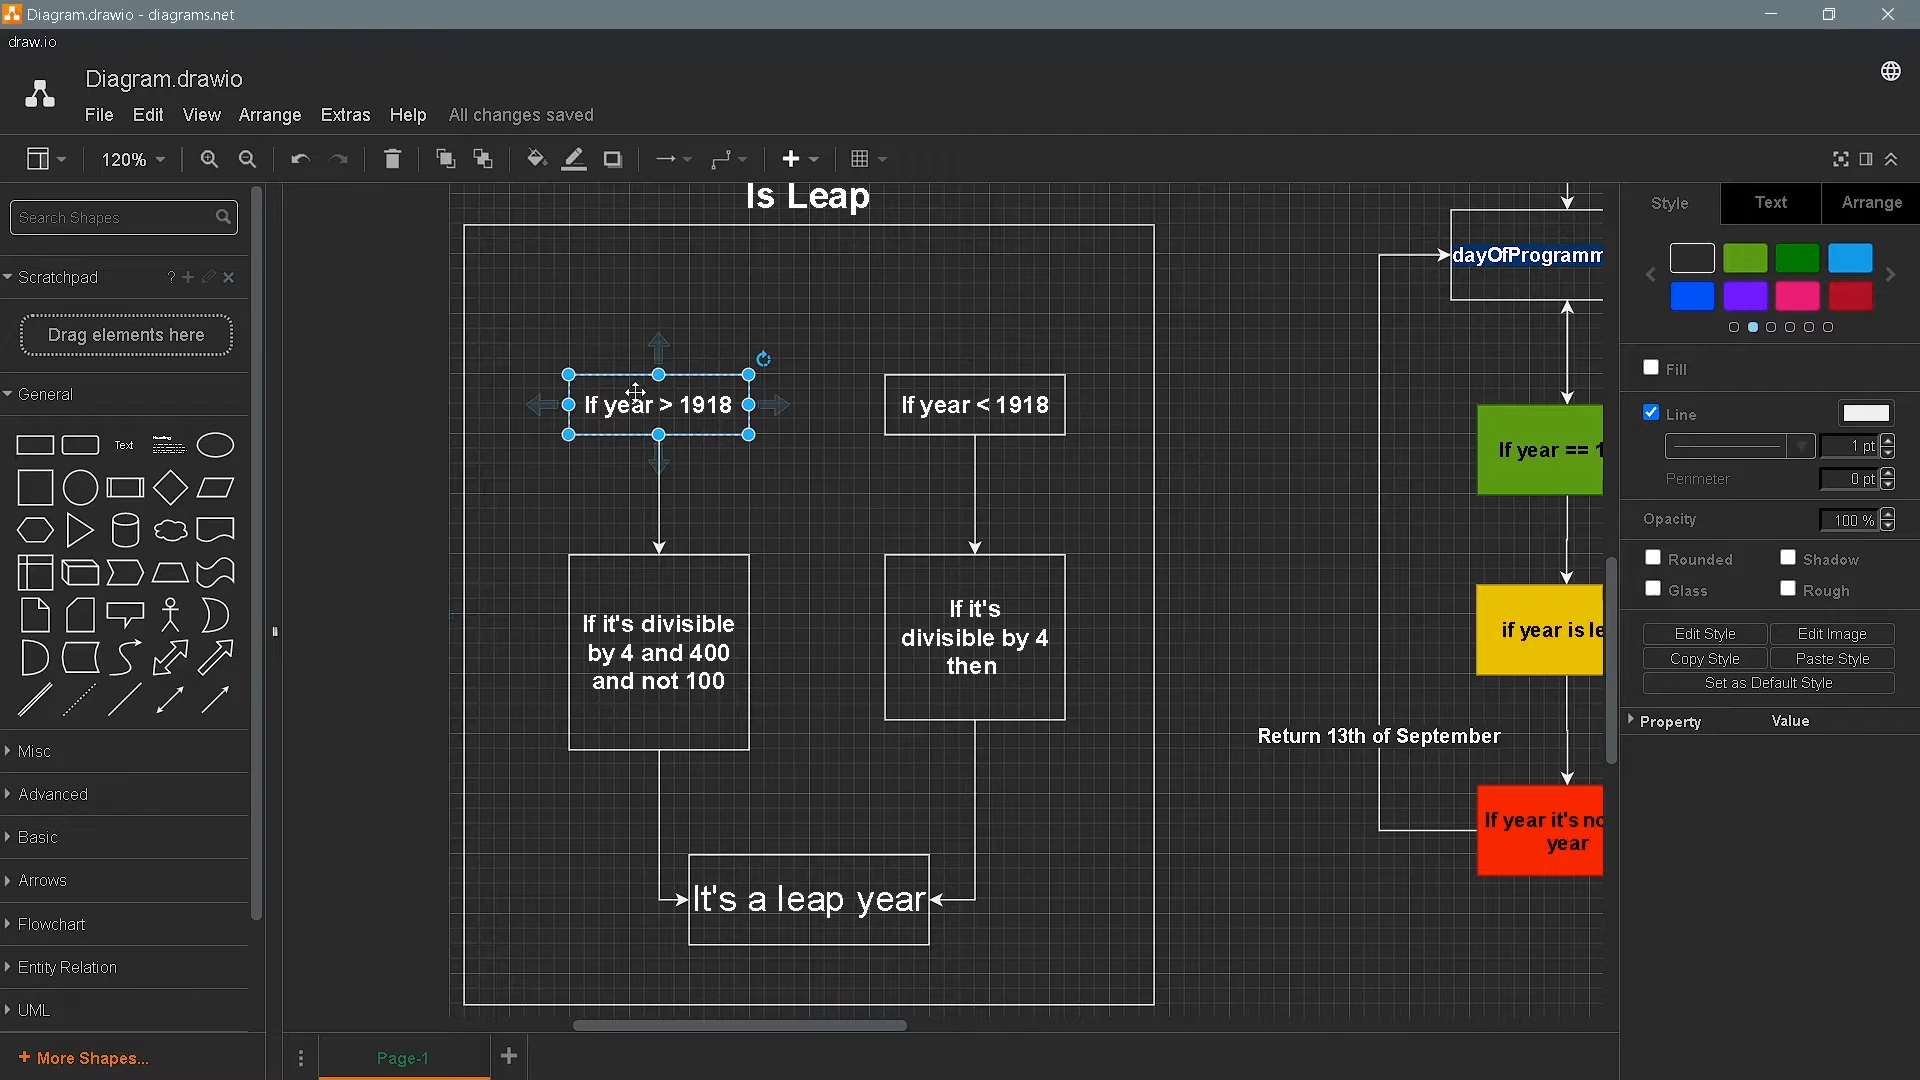 Diagram.drawio - diagrams.net
draw.io
Diagram.drawio
File Edit View Arrange Extras Help All changes saved
120%
Search Shapes
Scratchpad ?
Drag elements here
General
Text
Heading
Misc
Advanced
Basic
Arrows
Flowchart
Entity Relation
UML
+ More Shapes...
Is Leap
If year > 1918
If year < 1918
If it's divisible
by 4 and 400
and not 100
If it's
divisible by 4
then
It's a leap year
dayOfProgramm
If year == 1
if year is le
Return 13th of September
If year it's no
year
Page-1
Style Text Arrange
Fill
Line
1 pt
Perimeter 0 pt
Opacity 100 %
Rounded Shadow
Glass Rough
Edit Style Edit Image
Copy Style Paste Style
Set as Default Style
Property Value